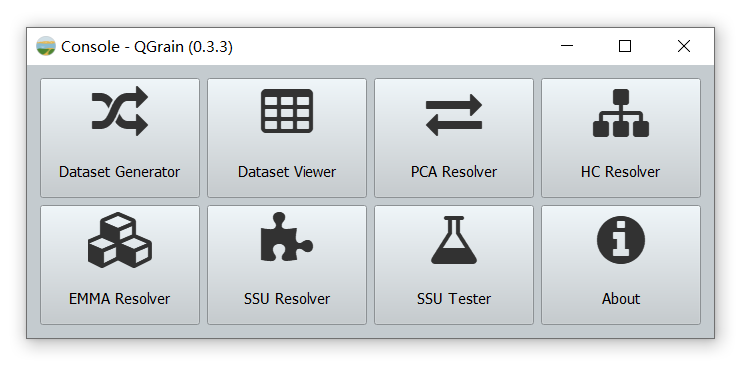 Console - QGrain (0.3.3)
Dataset Generator
Dataset Viewer
PCA Resolver
HC Resolver
EMMA Resolver
SSU Resolver
SSU Tester
About